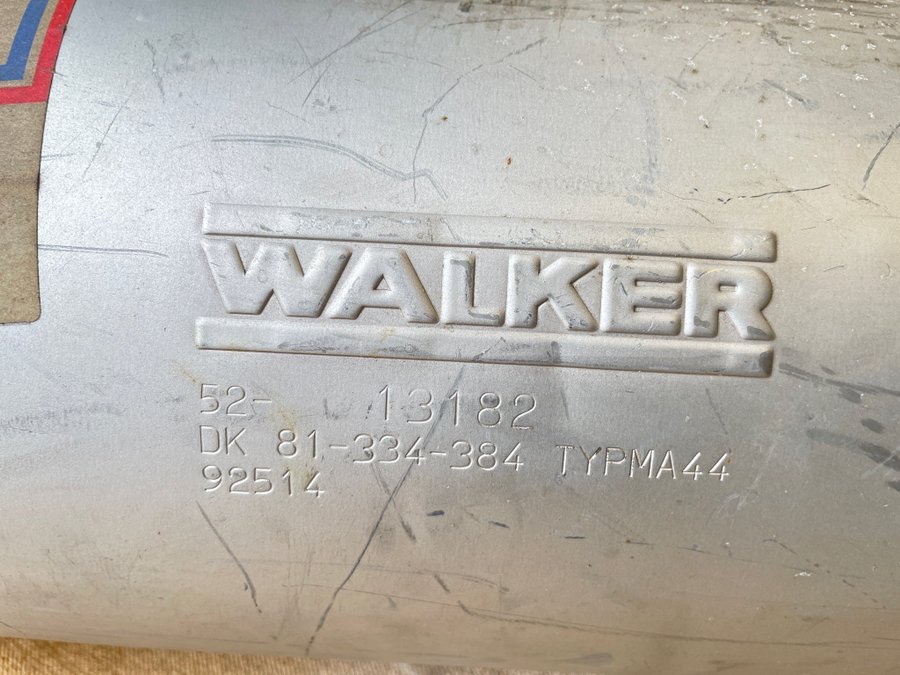 WALKER
52- 13182
DK 81-334-384 TYPMA44
92514